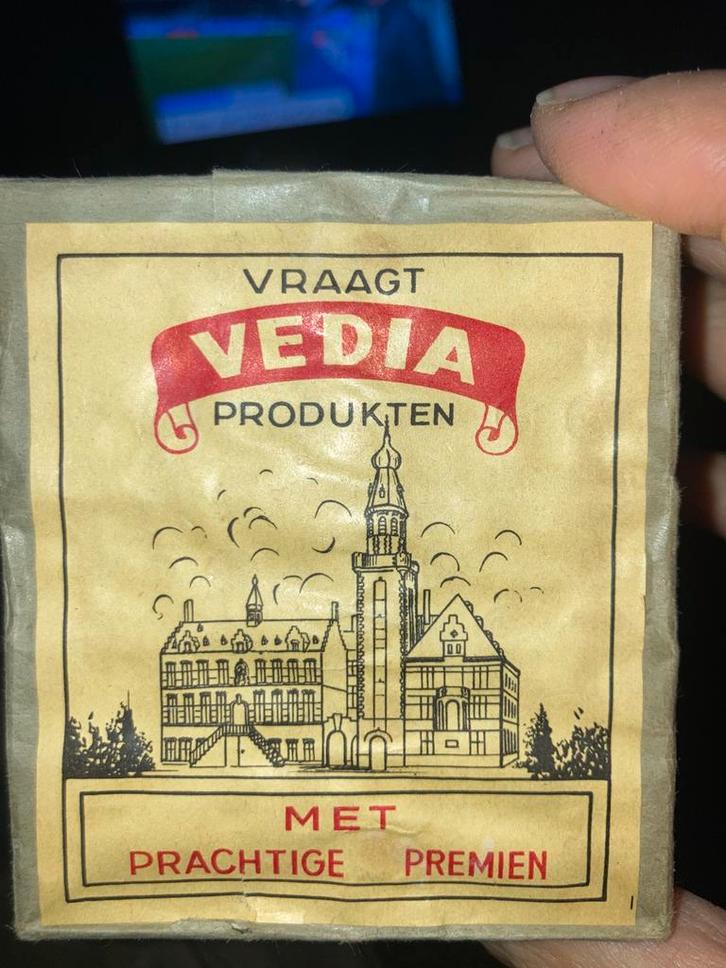 VRAAGT
VEDIA
PRODUKTEN
MET
PRACHTIGE PREMIEN